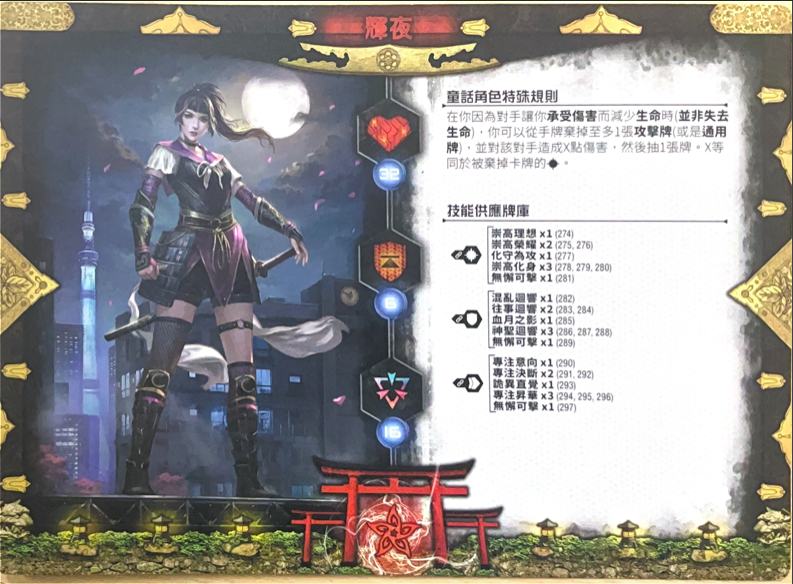 輝夜
32
6
16
童話角色特殊規則
在你因為對手讓你承受傷害而減少生命時(並非失去
生命)，你可以從手牌棄掉至多1張攻擊牌(或是通用
牌)，並對該對手造成X點傷害，然後抽1張牌。X等
同於被棄掉卡牌的。
技能供應牌庫
崇高理想 x1 (274)
崇高榮耀 x2 (275, 276)
化守為攻 x1 (277)
崇高化身 x3 (278, 279, 280)
無懈可擊 x1 (281)
混亂迴響 x1 (282)
往事迴響 x2 (283, 284)
血月之影 x1 (285)
神聖迴響 x3 (286, 287, 288)
無懈可擊 x1 (289)
專注意向 x1 (290)
專注決斷 x2 (291, 292)
詭異直覺 x1 (293)
專注昇華 x3 (294, 295, 296)
無懈可擊 x1 (297)